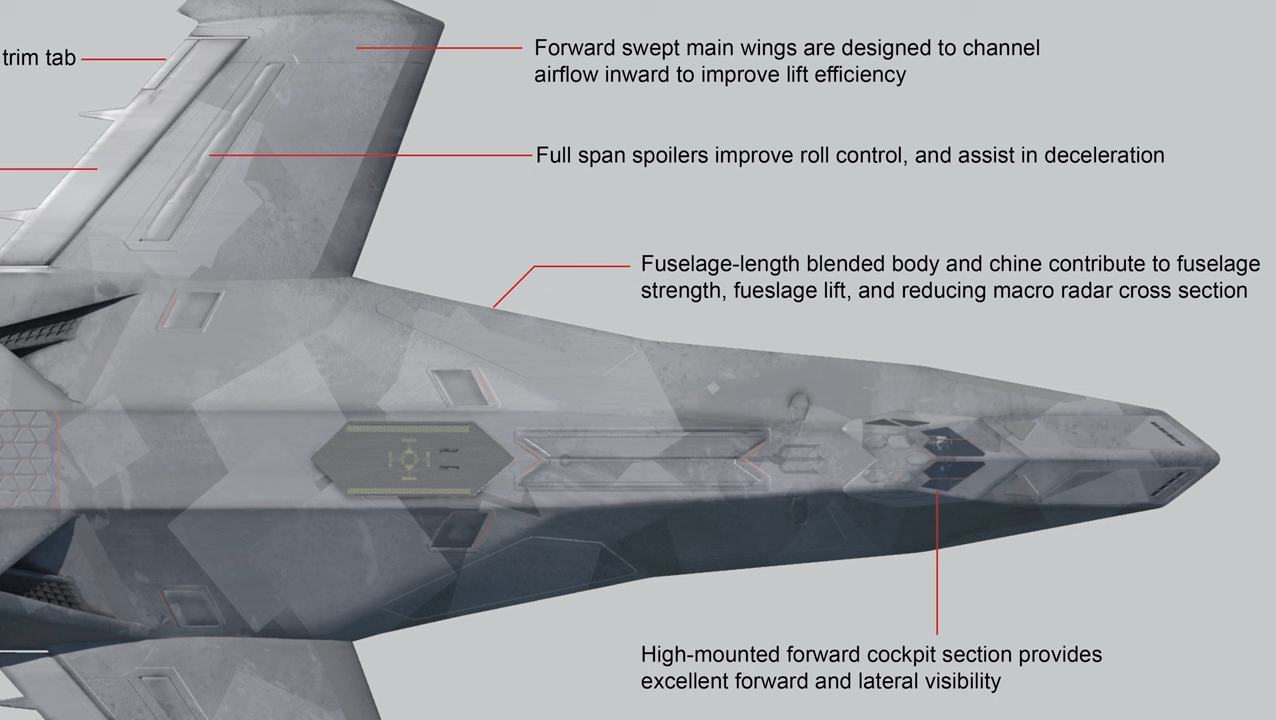 trim tab
Forward swept main wings are designed to channel
airflow inward to improve lift efficiency
Full span spoilers improve roll control, and assist in deceleration
Fuselage-length blended body and chine contribute to fuselage
strength, fueslage lift, and reducing macro radar cross section
High-mounted forward cockpit section provides
excellent forward and lateral visibility